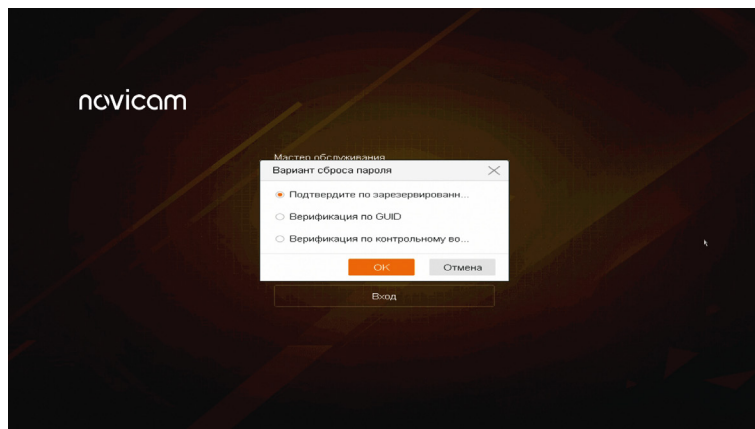 novicam
Мастер обслуживания
Вариант сброса пароля
Подтвердите по зарезервированн...
Верификация по GUID
Верификация по контрольному во...
OK Отмена
Вход